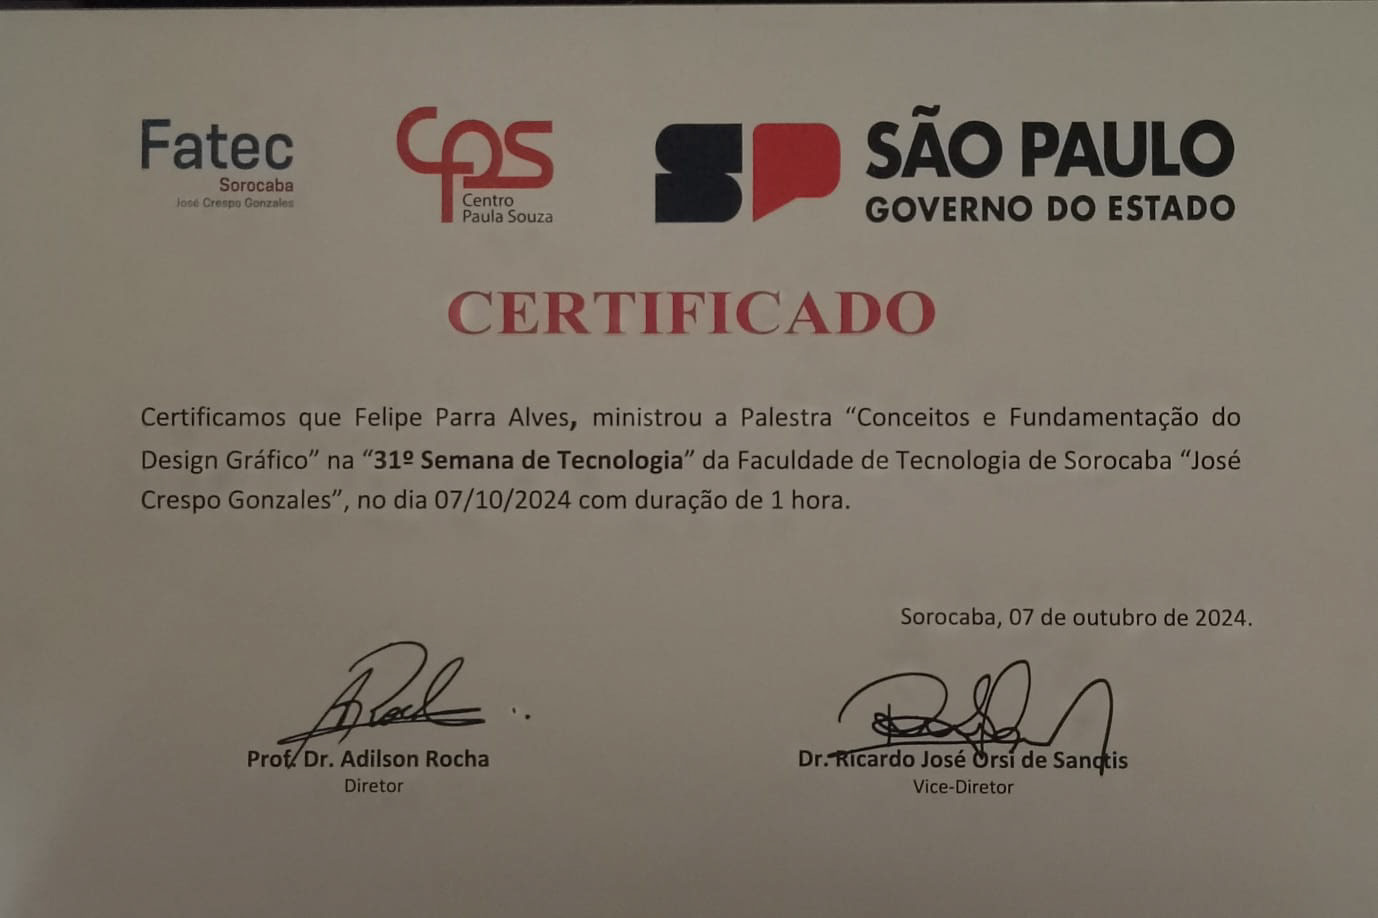 Fatec
Sorocaba
José Crespo Gonzales
cps
Centro
Paula Souza
SP
SÃO PAULO
GOVERNO DO ESTADO
CERTIFICADO
Certificamos que Felipe Parra Alves, ministrou a Palestra “Conceitos e Fundamentação do
Design Gráfico” na “31º Semana de Tecnologia” da Faculdade de Tecnologia de Sorocaba “José
Crespo Gonzales”, no dia 07/10/2024 com duração de 1 hora.
Sorocaba, 07 de outubro de 2024.
Prof. Dr. Adilson Rocha
Diretor
Dr. Ricardo José Orsi de Sanctis
Vice-Diretor